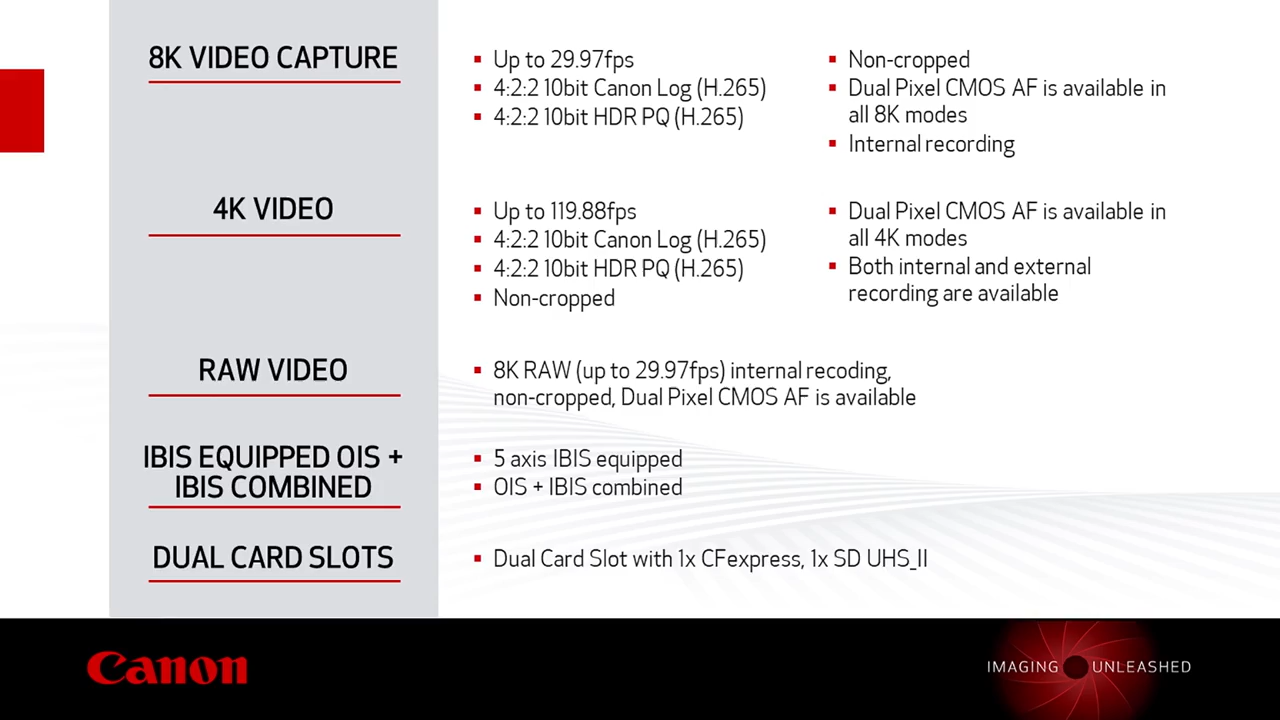 8K VIDEO CAPTURE
Up to 29.97fps
4:2:2 10bit Canon Log (H.265)
4:2:2 10bit HDR PQ (H.265)
Non-cropped
Dual Pixel CMOS AF is available in
all 8K modes
Internal recording
4K VIDEO
Up to 119.88fps
4:2:2 10bit Canon Log (H.265)
4:2:2 10bit HDR PQ (H.265)
Non-cropped
Dual Pixel CMOS AF is available in
all 4K modes
Both internal and external
recording are available
RAW VIDEO
8K RAW (up to 29.97fps) internal recoding,
non-cropped, Dual Pixel CMOS AF is available
IBIS EQUIPPED OIS +
IBIS COMBINED
5 axis IBIS equipped
OIS + IBIS combined
DUAL CARD SLOTS
Dual Card Slot with 1x CFexpress, 1x SD UHS_II
Canon
IMAGING UNLEASHED